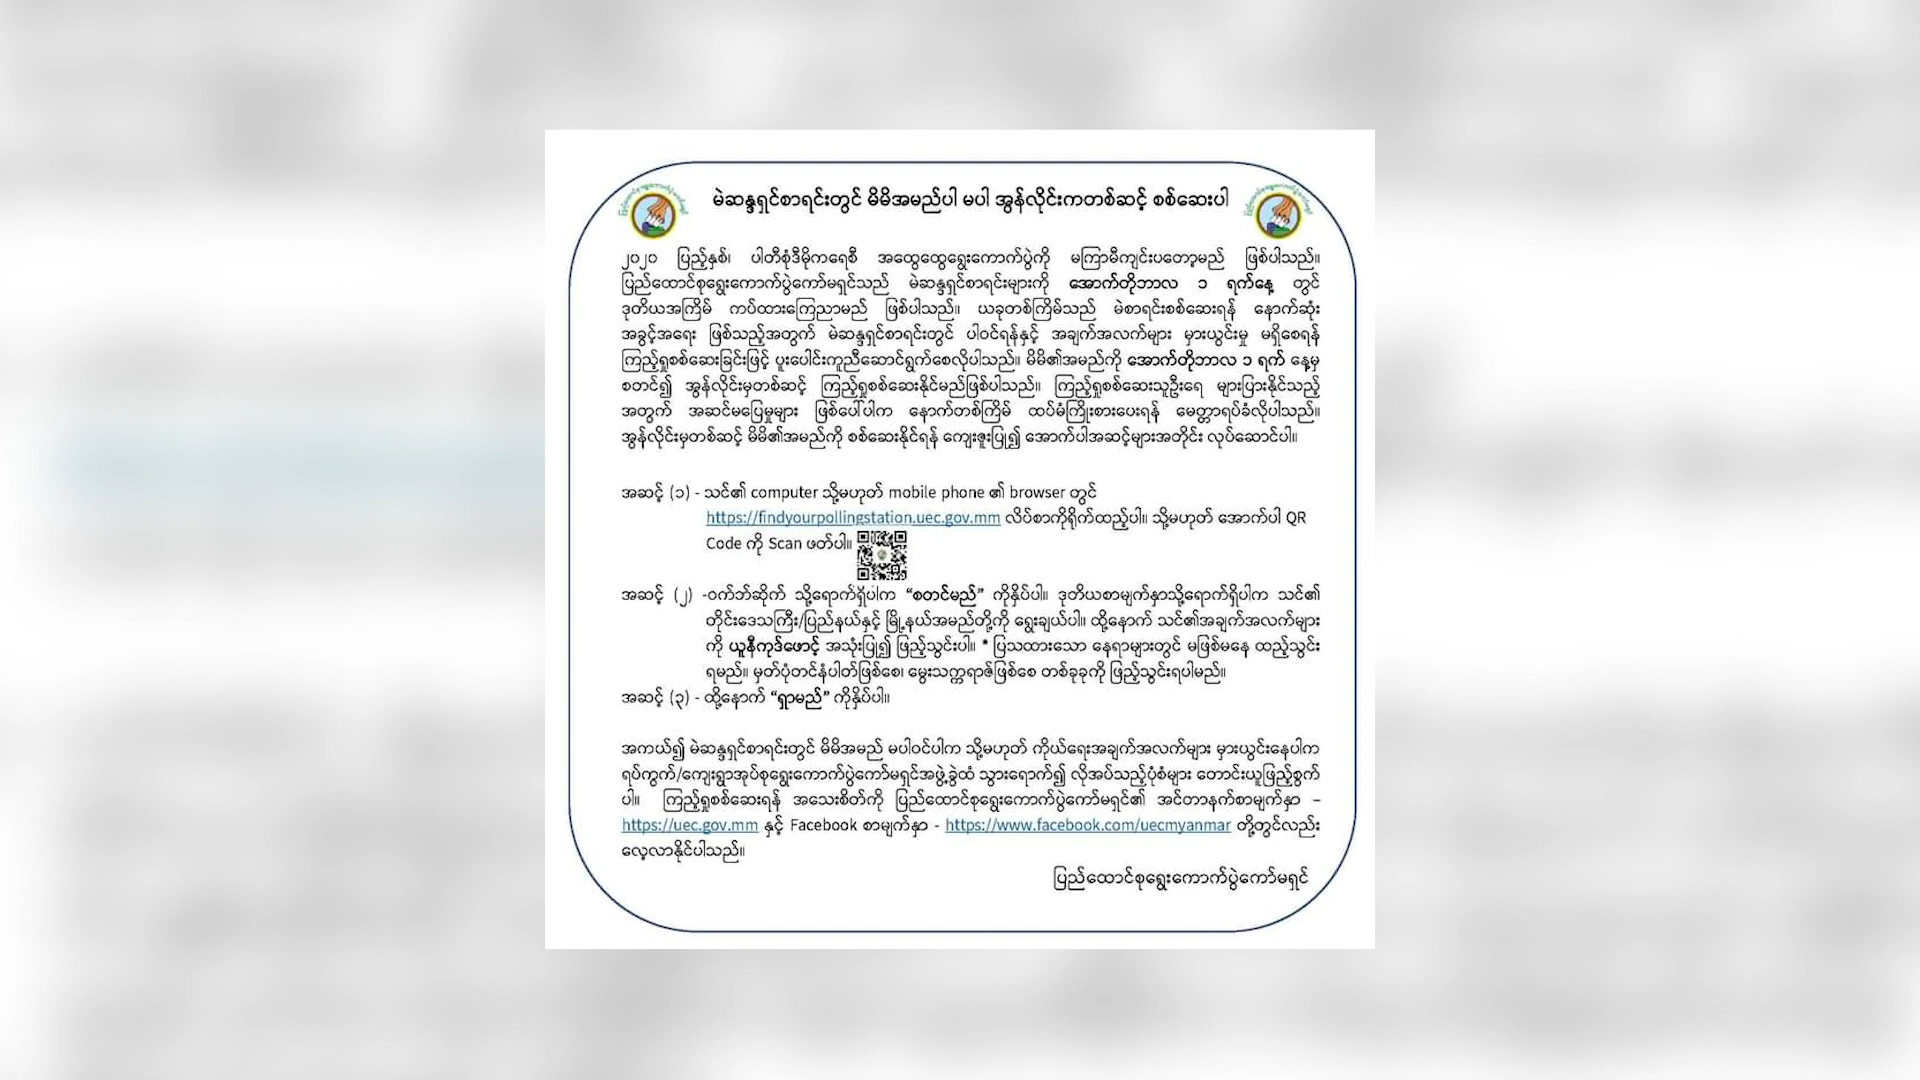 မဲဆန္ဒရှင်စာရင်းတွင် မိမိအမည်ပါ မပါ အွန်လိုင်းကတစ်ဆင့် စစ်ဆေးပါ
၂၀၂၀ ပြည့်နှစ်၊ ပါတီစုံဒီမိုကရေစီ အထွေထွေရွေးကောက်ပွဲကို မကြာမီကျင်းပတော့မည် ဖြစ်ပါသည်။
ပြည်ထောင်စုရွေးကောက်ပွဲကော်မရှင်သည် မဲဆန္ဒရှင်စာရင်းများကို အောက်တိုဘာလ ၁ ရက်နေ့ တွင်
ဒုတိယအကြိမ် ကပ်ထားကြေညာမည် ဖြစ်ပါသည်။ ယခုတစ်ကြိမ်သည် မဲစာရင်းစစ်ဆေးရန် နောက်ဆုံး
အခွင့်အရေး ဖြစ်သည့်အတွက် မဲဆန္ဒရှင်စာရင်းတွင် ပါဝင်ရန်နှင့် အချက်အလက်များ မှားယွင်းမှု မရှိစေရန်
ကြည့်ရှုစစ်ဆေးခြင်းဖြင့် ပူးပေါင်းကူညီဆောင်ရွက်စေလိုပါသည်။ မိမိ၏အမည်ကို အောက်တိုဘာလ ၁ ရက် နေ့မှ
စတင်၍ အွန်လိုင်းမှတစ်ဆင့် ကြည့်ရှုစစ်ဆေးနိုင်မည်ဖြစ်ပါသည်။ ကြည့်ရှုစစ်ဆေးသူဦးရေ များပြားနိုင်သည့်
အတွက် အဆင်မပြေမှုများ ဖြစ်ပေါ်ပါက နောက်တစ်ကြိမ် ထပ်မံကြိုးစားပေးရန် မေတ္တာရပ်ခံလိုပါသည်။
အွန်လိုင်းမှတစ်ဆင့် မိမိ၏အမည်ကို စစ်ဆေးနိုင်ရန် ကျေးဇူးပြု၍ အောက်ပါအဆင့်များအတိုင်း လုပ်ဆောင်ပါ။
အဆင့် (၁) - သင်၏ computer သို့မဟုတ် mobile phone ၏ browser တွင်
https://findyourpollingstation.uec.gov.mm လိပ်စာကိုရိုက်ထည့်ပါ။ သို့မဟုတ် အောက်ပါ QR
Code ကို Scan ဖတ်ပါ။
အဆင့် (၂) -ဝက်ဘ်ဆိုက် သို့ရောက်ရှိပါက “စတင်မည်” ကိုနှိပ်ပါ။ ဒုတိယစာမျက်နှာသို့ရောက်ရှိပါက သင်၏
တိုင်းဒေသကြီး/ပြည်နယ်နှင့် မြို့နယ်အမည်တို့ကို ရွေးချယ်ပါ။ ထို့နောက် သင်၏အချက်အလက်များ
ကို ယူနီကုဒ်ဖောင့် အသုံးပြု၍ ဖြည့်သွင်းပါ။ * ပြသထားသော နေရာများတွင် မဖြစ်မနေ ထည့်သွင်း
ရမည်။ မှတ်ပုံတင်နံပါတ်ဖြစ်စေ၊ မွေးသက္ကရာဇ်ဖြစ်စေ တစ်ခုခုကို ဖြည့်သွင်းရပါမည်။
အဆင့် (၃) - ထို့နောက် “ရှာမည်” ကိုနှိပ်ပါ။
အကယ်၍ မဲဆန္ဒရှင်စာရင်းတွင် မိမိအမည် မပါဝင်ပါက သို့မဟုတ် ကိုယ်ရေးအချက်အလက်များ မှားယွင်းနေပါက
ရပ်ကွက်/ကျေးရွာအုပ်စုရွေးကောက်ပွဲကော်မရှင်အဖွဲ့ခွဲထံ သွားရောက်၍ လိုအပ်သည့်ပုံစံများ တောင်းယူဖြည့်စွက်
ပါ။ ကြည့်ရှုစစ်ဆေးရန် အသေးစိတ်ကို ပြည်ထောင်စုရွေးကောက်ပွဲကော်မရှင်၏ အင်တာနက်စာမျက်နှာ –
https://uec.gov.mm နှင့် Facebook စာမျက်နှာ - https://www.facebook.com/uecmyanmar တို့တွင်လည်း
လေ့လာနိုင်ပါသည်။
ပြည်ထောင်စုရွေးကောက်ပွဲကော်မရှင်